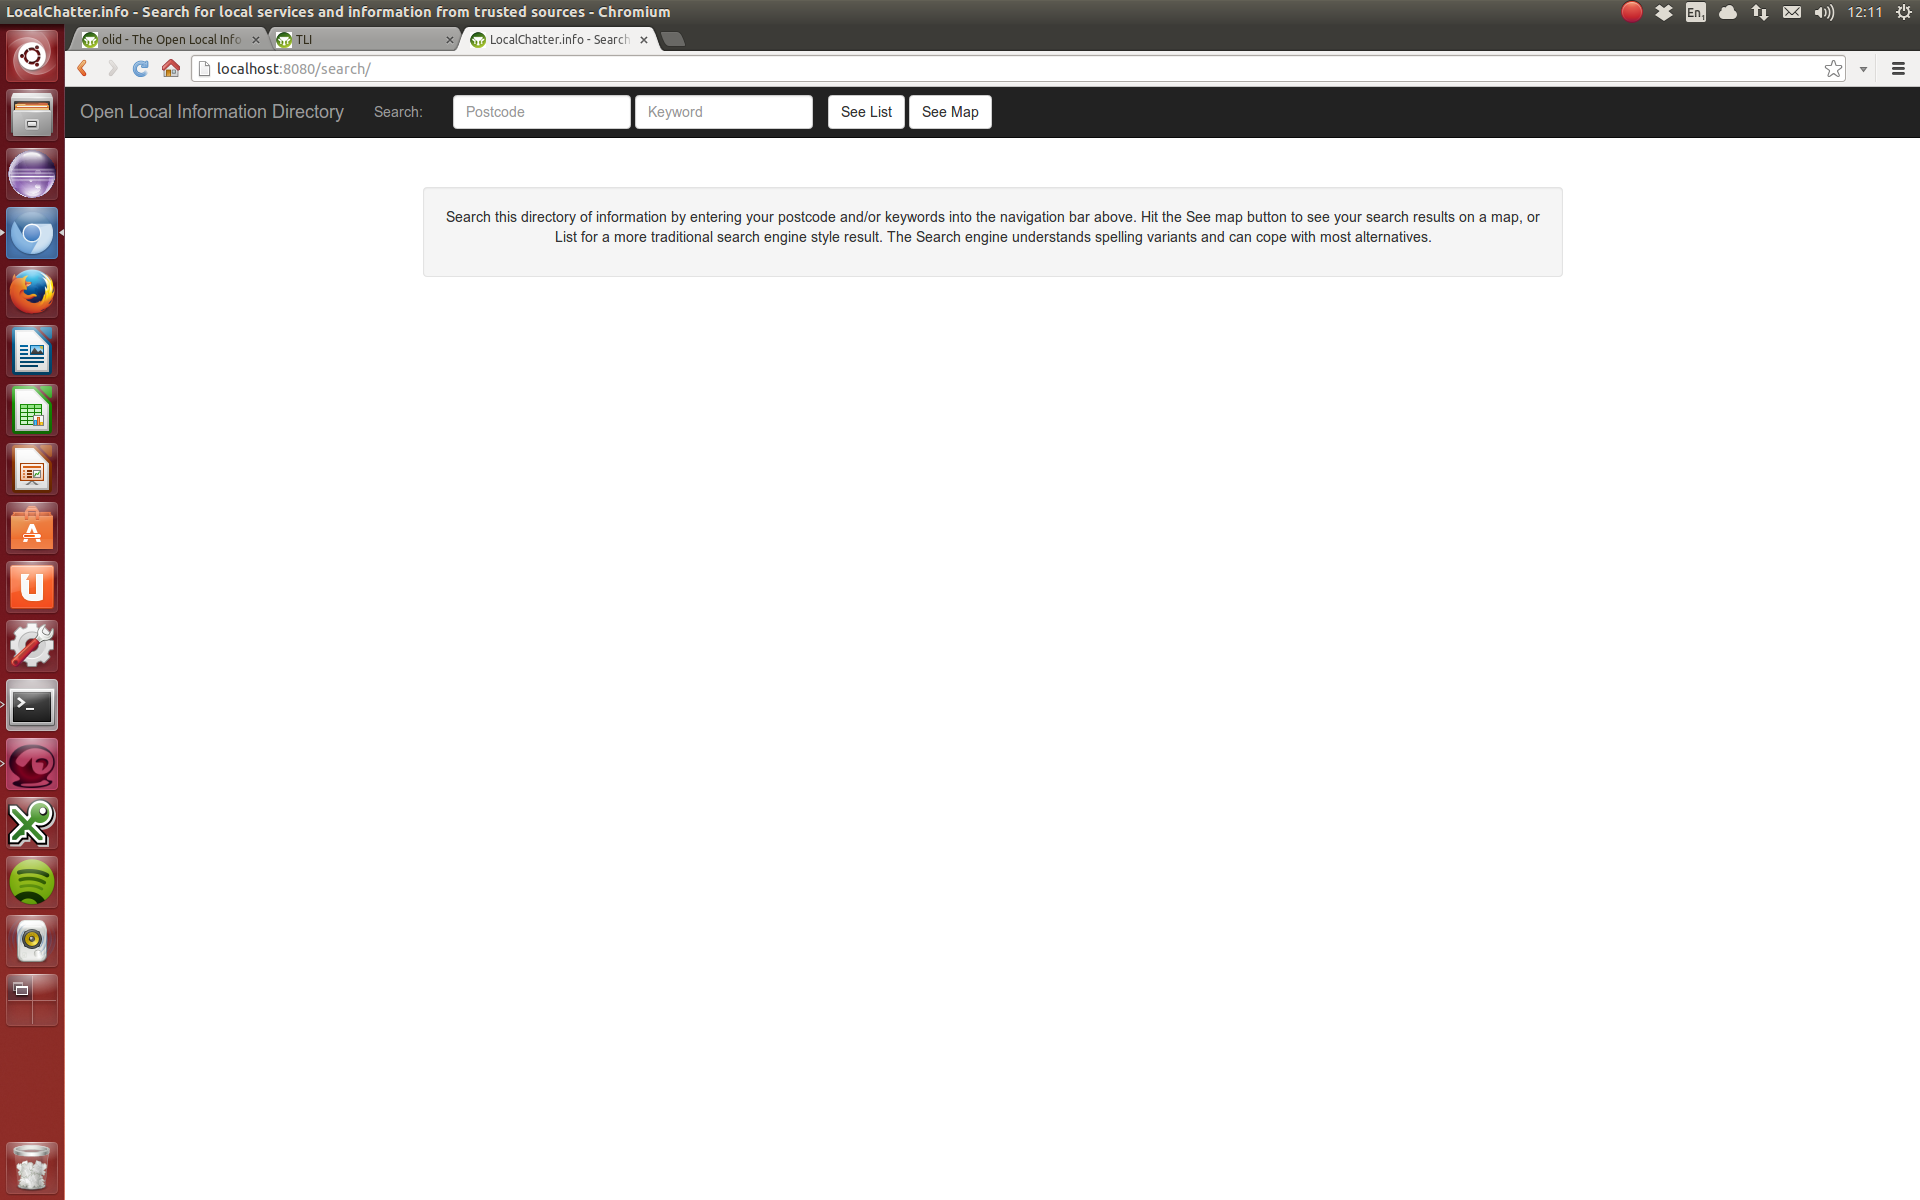 LocalChatter.info - Search for local services and information from trusted sources - Chromium
En1
12:11
olid - The Open Local Info
TLI
LocalChatter.info - Search
localhost:8080/search/
Open Local Information Directory
Search:
Postcode
Keyword
See List
See Map
Search this directory of information by entering your postcode and/or keywords into the navigation bar above. Hit the See map button to see your search results on a map, or
List for a more traditional search engine style result. The Search engine understands spelling variants and can cope with most alternatives.